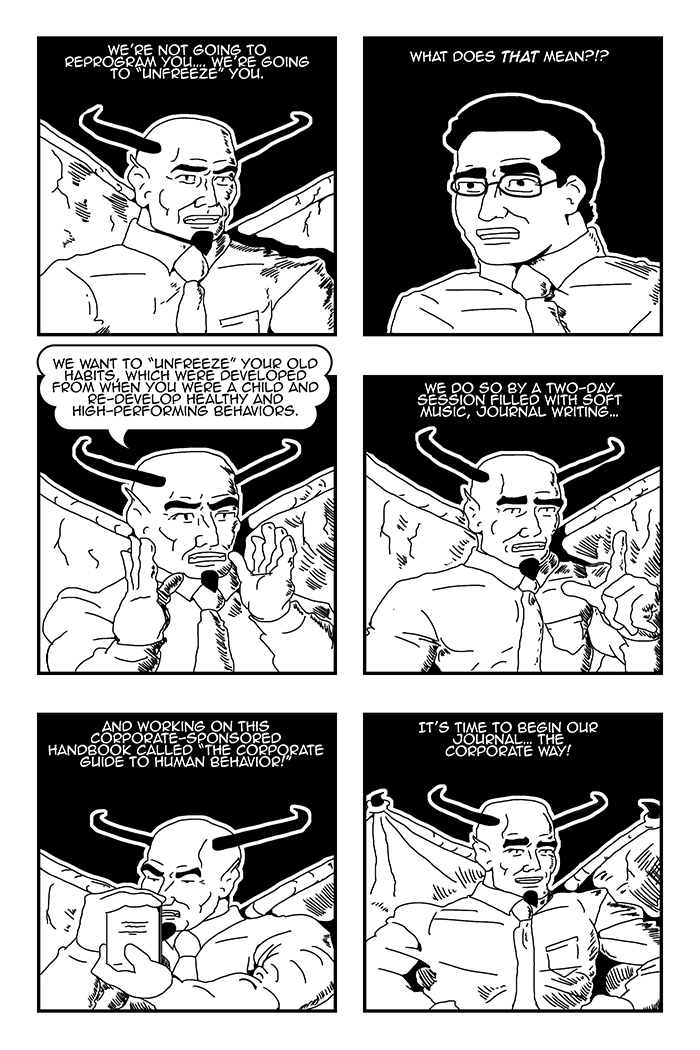 WE'RE NOT GOING TO
REPROGRAM YOU.... WE'RE GOING
TO "UNFREEZE" YOU.
WHAT DOES THAT MEAN?!?
WE WANT TO "UNFREEZE" YOUR OLD
HABITS, WHICH WERE DEVELOPED
FROM WHEN YOU WERE A CHILD AND
RE-DEVELOP HEALTHY AND
HIGH-PERFORMING BEHAVIORS.
WE DO SO BY A TWO-DAY
SESSION FILLED WITH SOFT
MUSIC, JOURNAL WRITING...
AND WORKING ON THIS
CORPORATE-SPONSORED
HANDBOOK CALLED "THE CORPORATE
GUIDE TO HUMAN BEHAVIOR!"
IT'S TIME TO BEGIN OUR
JOURNAL... THE
CORPORATE WAY!